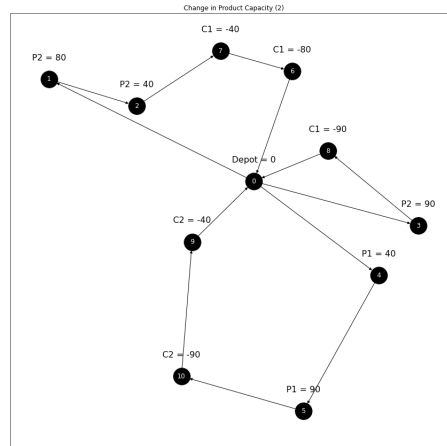 Change in Product Capacity (2)
C1 = -40
7
C1 = -80
6
P2 = 80
1
P2 = 40
2
C1 = -90
8
Depot = 0
0
P2 = 90
3
C2 = -40
9
P1 = 40
4
C2 = -90
10
P1 = 90
5